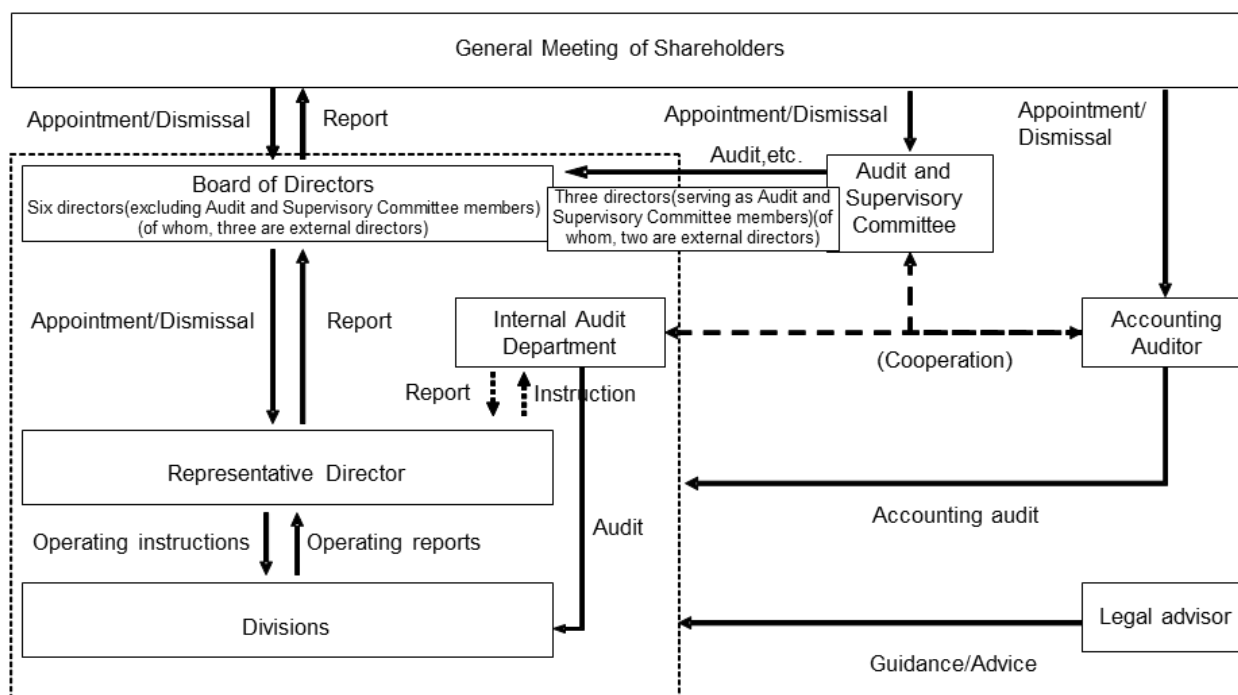 General Meeting of Shareholders
Appointment/Dismissal
Report
Appointment/Dismissal
Appointment/
Dismissal
Audit,etc.
Board of Directors
Six directors(excluding Audit and Supervisory Committee members)
(of whom, three are external directors)
Three directors(serving as Audit and
Supervisory Committee members)(of
whom, two are external directors)
Audit and
Supervisory
Committee
Appointment/Dismissal
Report
Internal Audit
Department
(Cooperation)
Accounting
Auditor
Report
Instruction
Representative Director
Accounting audit
Operating instructions
Operating reports
Audit
Divisions
Legal advisor
Guidance/Advice